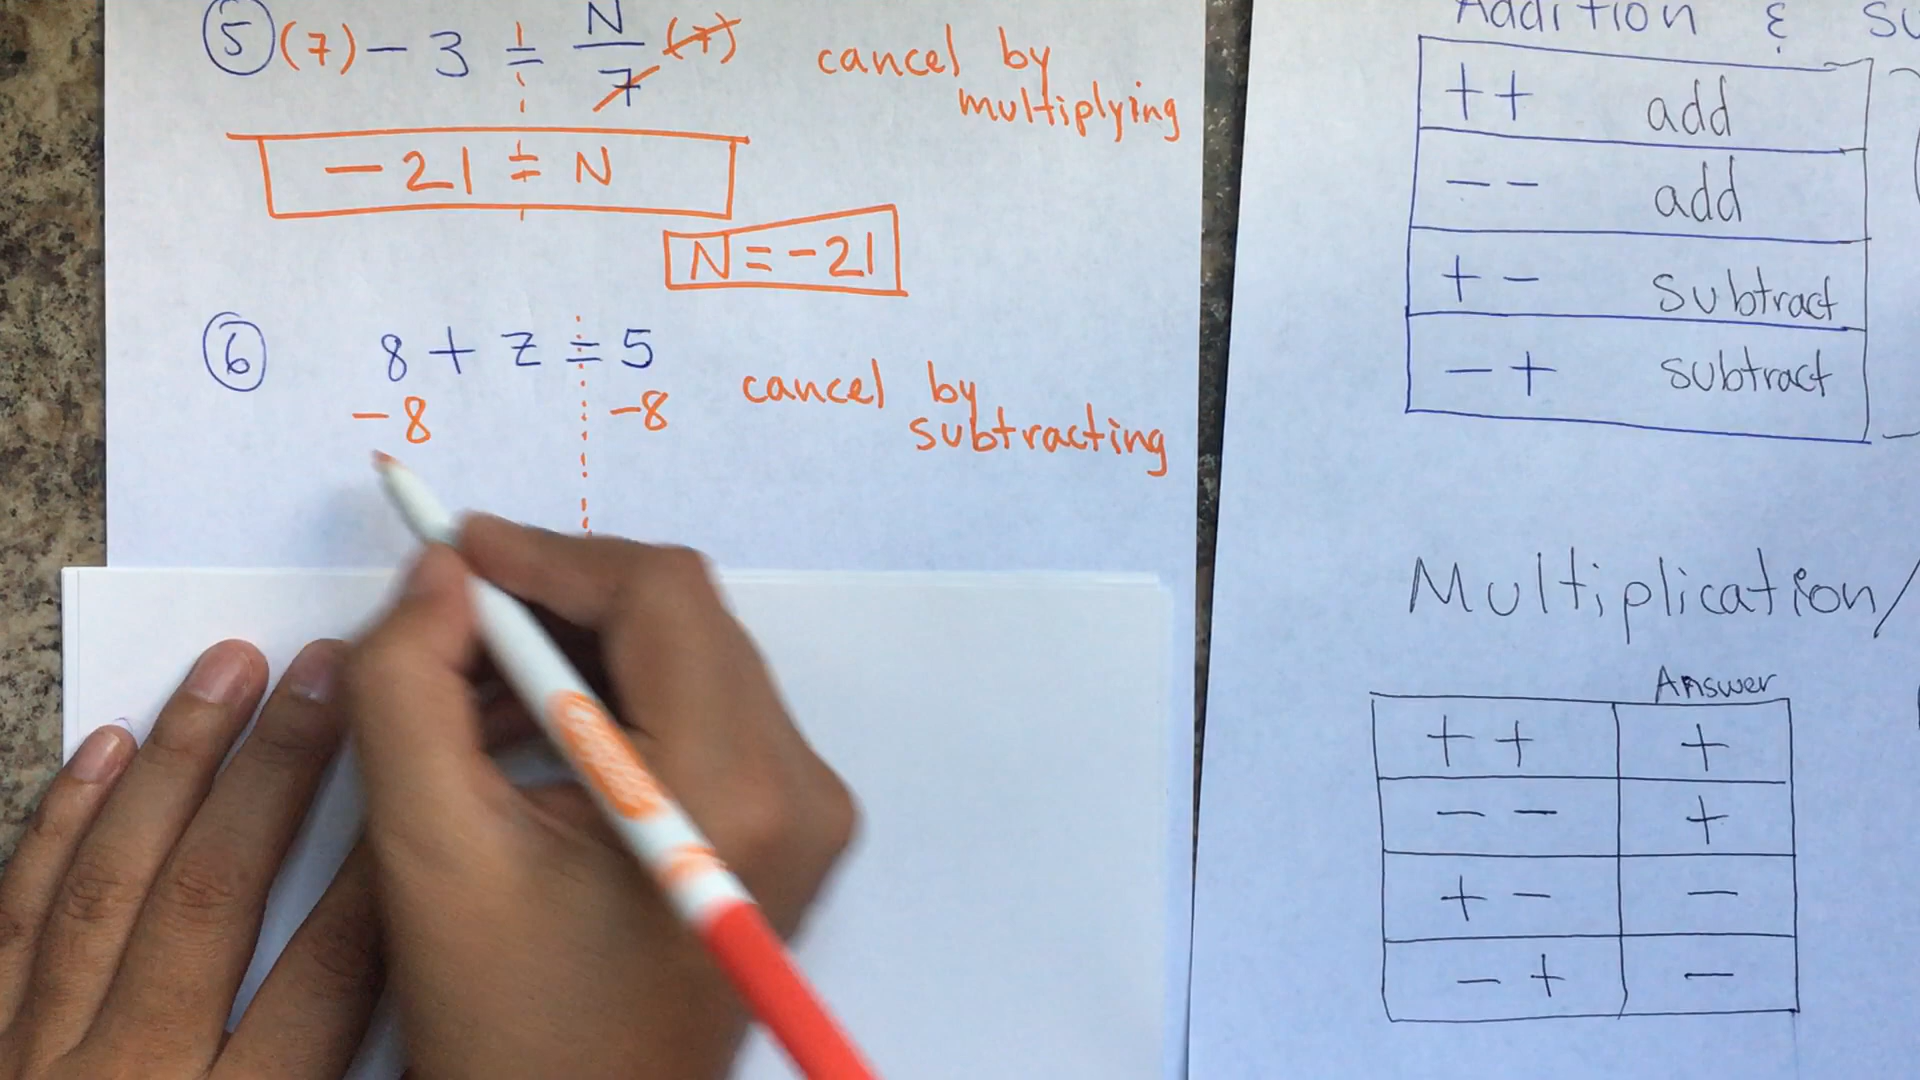 ⑤ (7) - 3 = N/7 (7)
cancel by
multiplying
-21 = N
N = -21
⑥ 8 + z = 5
-8 -8
cancel by
subtracting
Addition &
++ add
-- add
+- subtract
-+ subtract
Multiplication/
Answer
++ +
-- +
+- -
-+ -